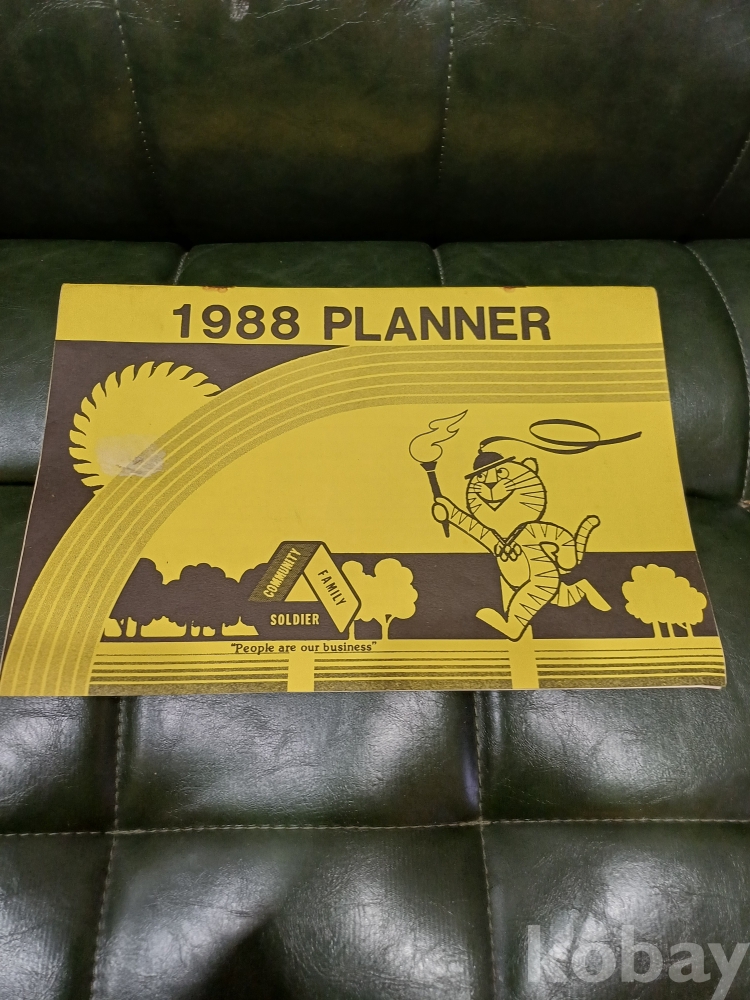 1988 PLANNER
COMMUNITY
FAMILY
SOLDIER
"People are our business"
kobay